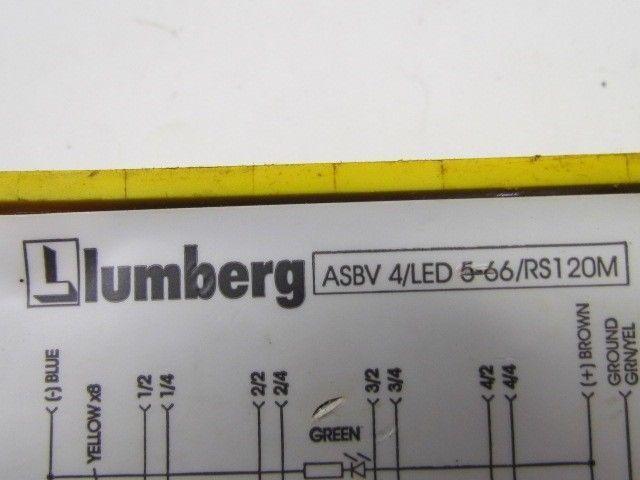 lumberg
ASBV 4/LED 5-66/RS120M
(-) BLUE
YELLOW x8
1/2
1/4
2/2
2/4
GREEN
3/2
3/4
4/2
4/4
(+) BROWN
GROUND
GRN/YEL